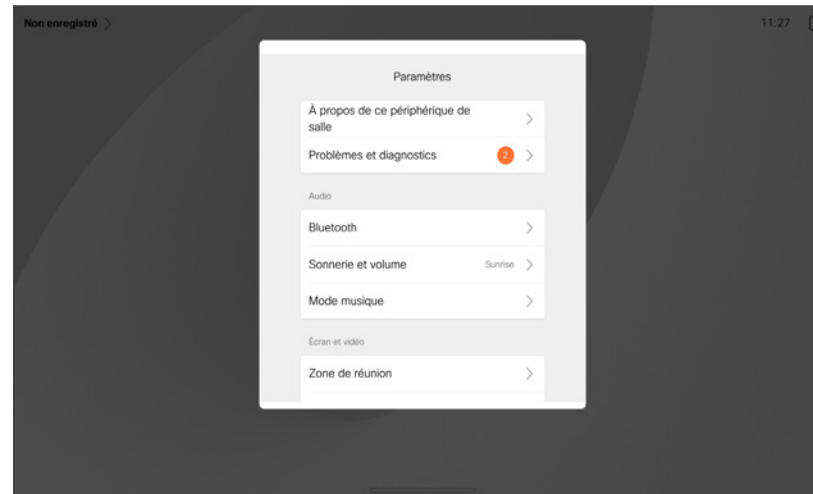 Non enregistré
11:27
Paramètres
À propos de ce périphérique de
salle
Problèmes et diagnostics 2
Audio
Bluetooth
Sonnerie et volume Sunrise
Mode musique
Écran et vidéo
Zone de réunion